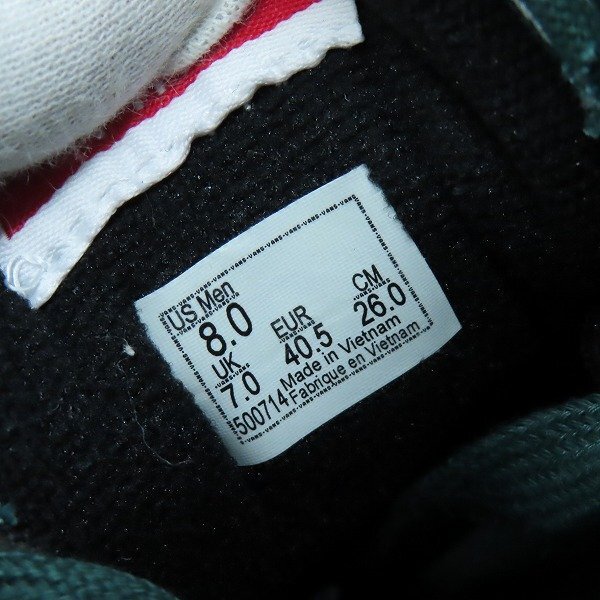 US Men
8.0
UK EUR CM
7.0 40.5 26.0
500714 Made in Vietnam
Fabrique en Vietnam